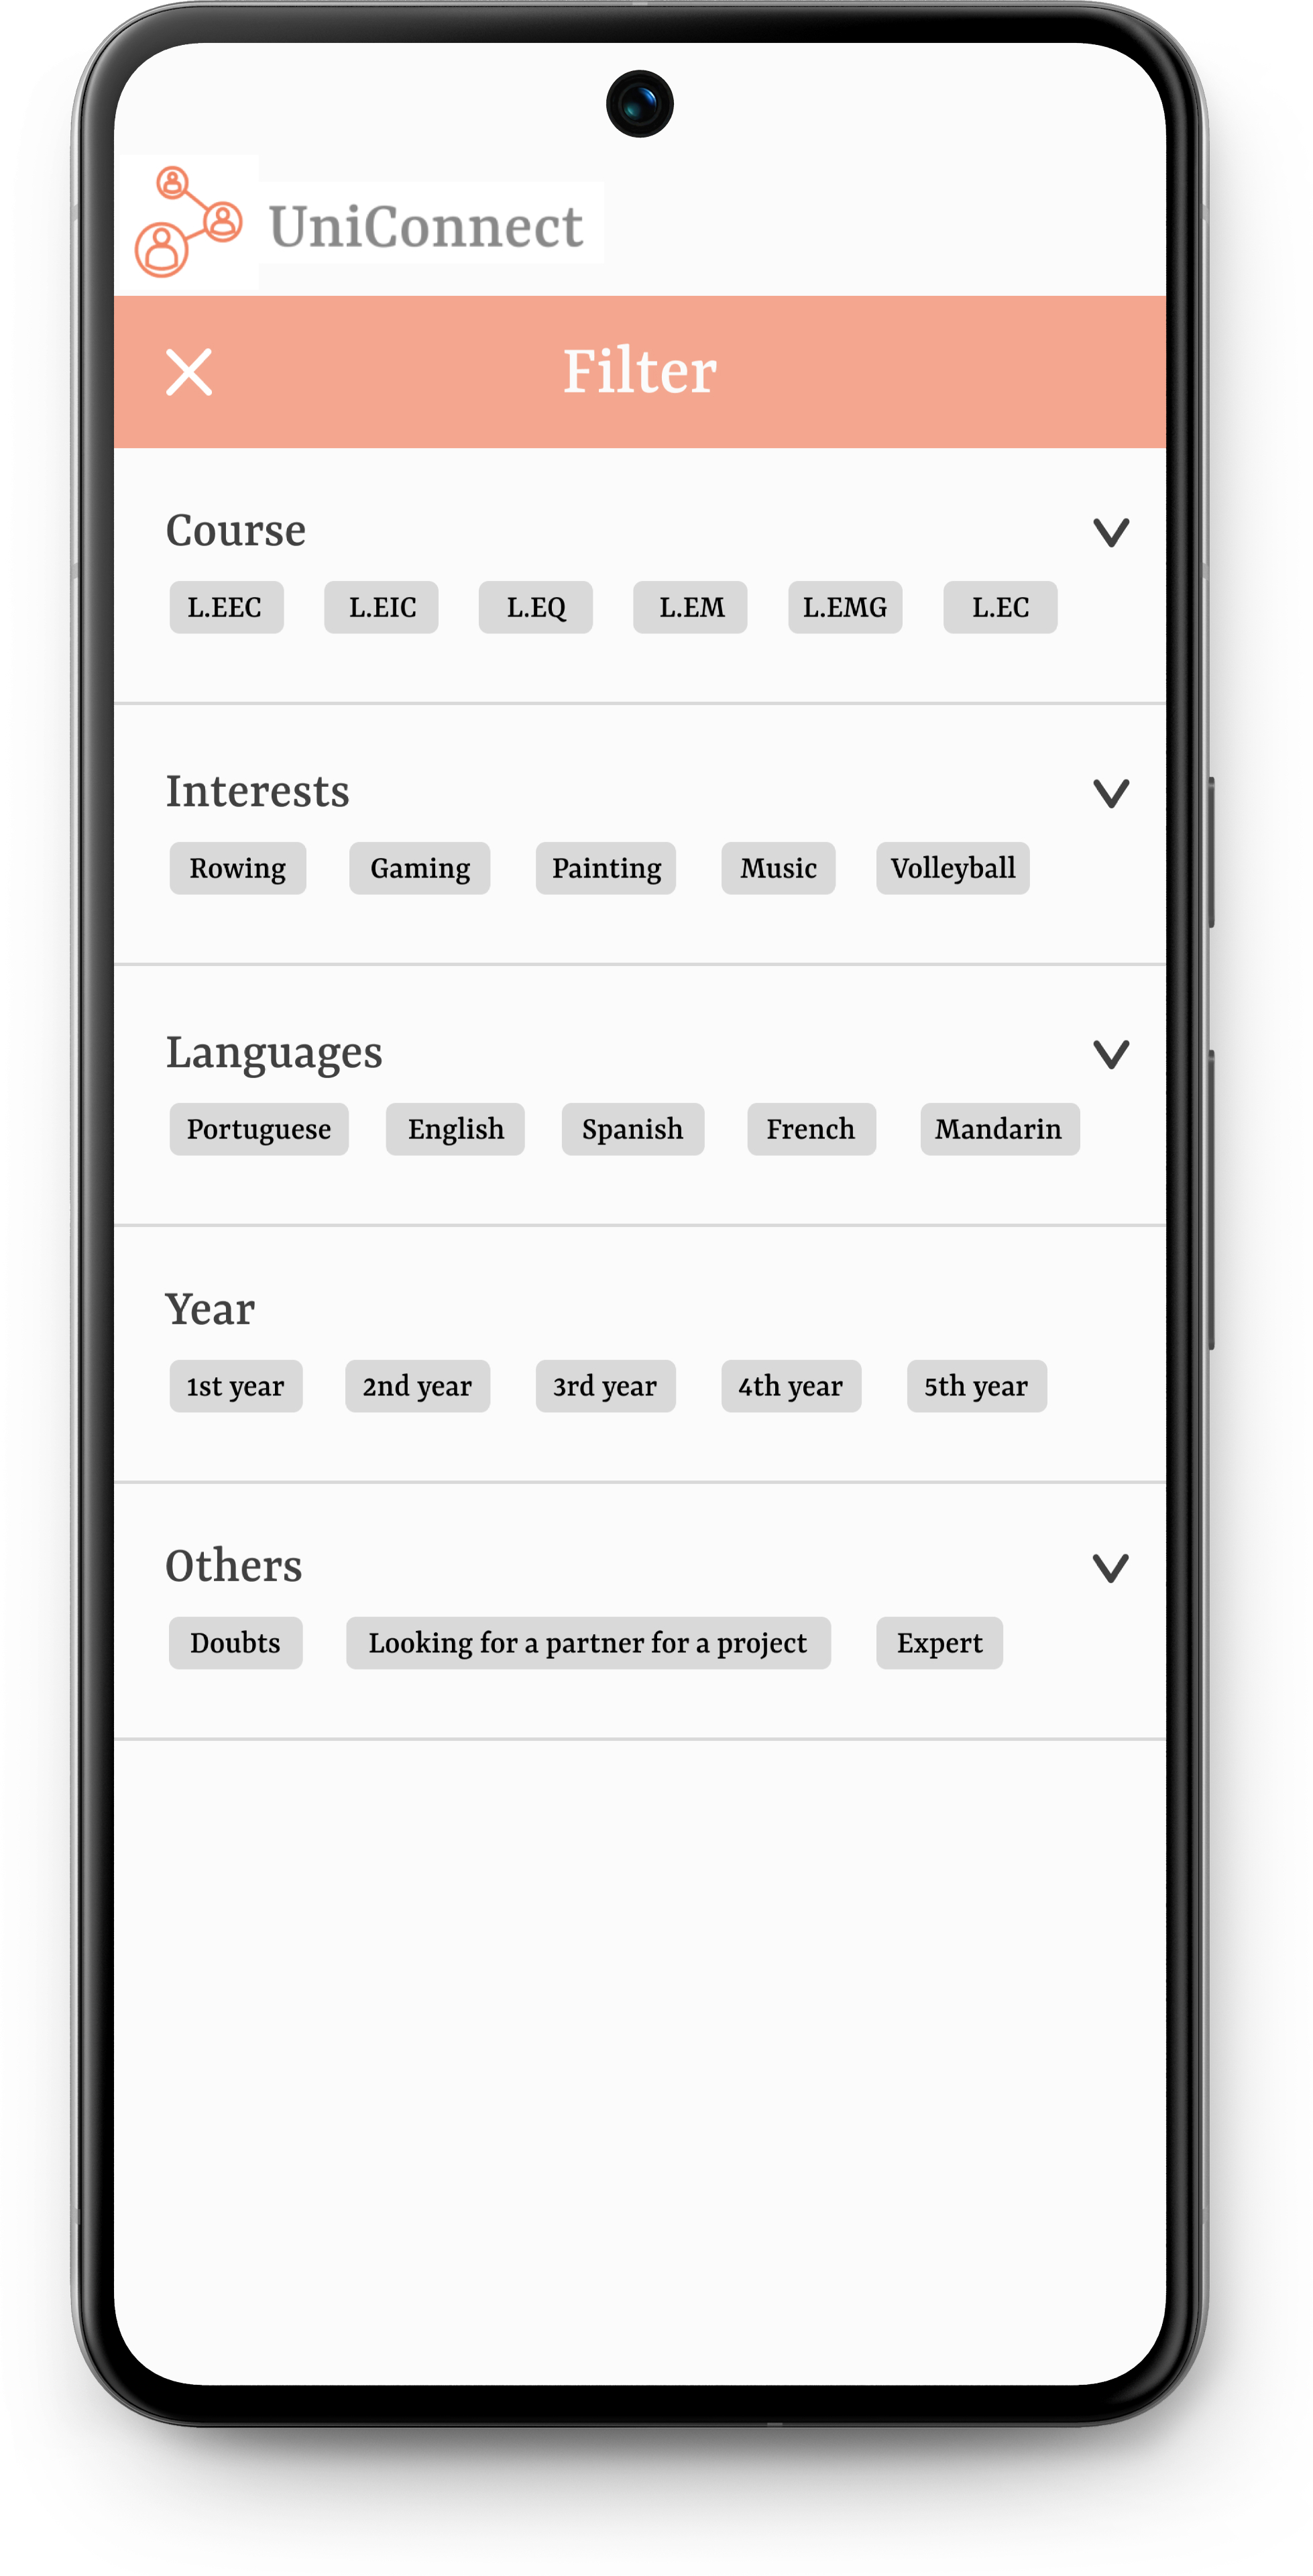 UniConnect
Filter
Course
L.EEC L.EIC L.EQ L.EM L.EMG L.EC
Interests
Rowing Gaming Painting Music Volleyball
Languages
Portuguese English Spanish French Mandarin
Year
1st year 2nd year 3rd year 4th year 5th year
Others
Doubts Looking for a partner for a project Expert